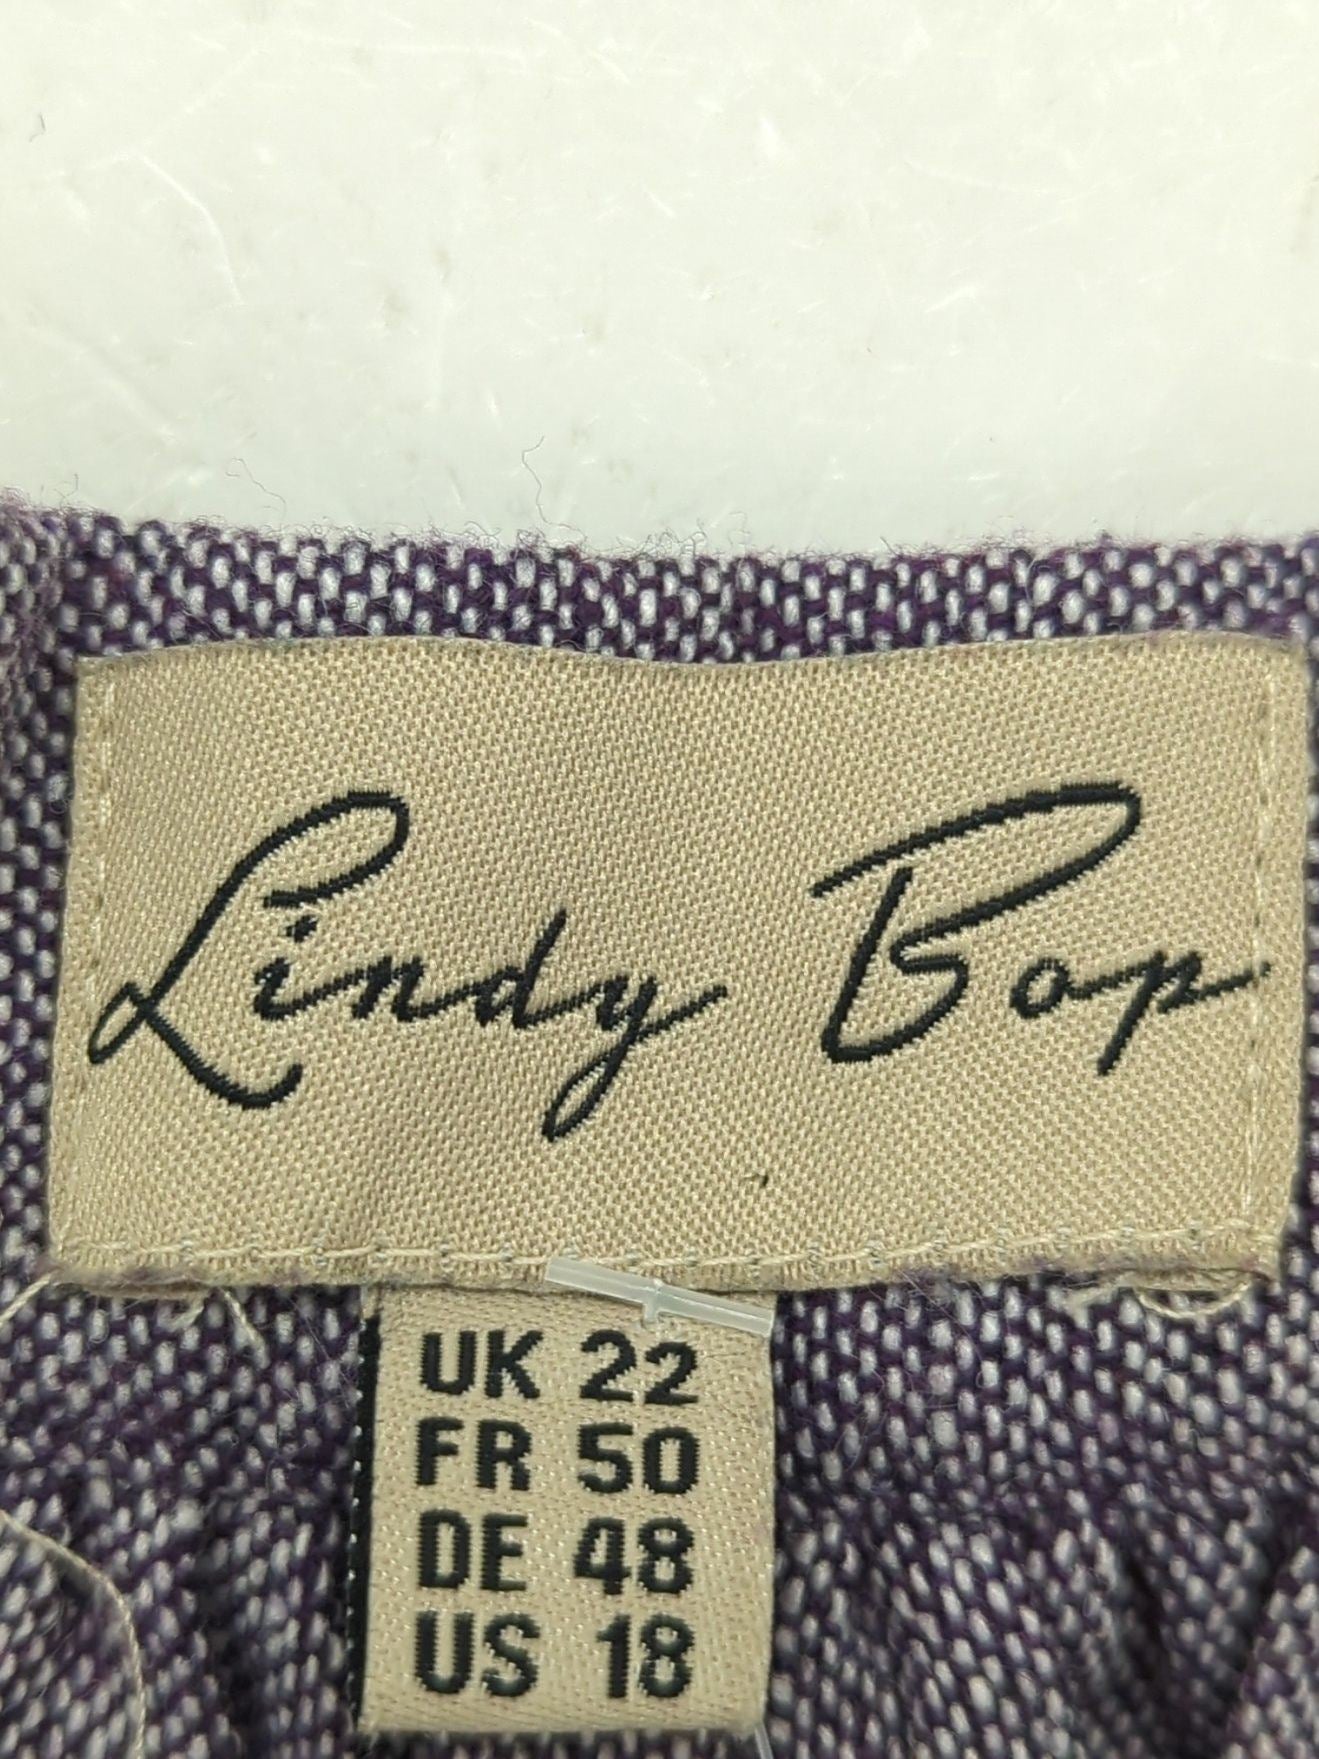 Lindy Bop
UK 22
FR 50
DE 48
US 18